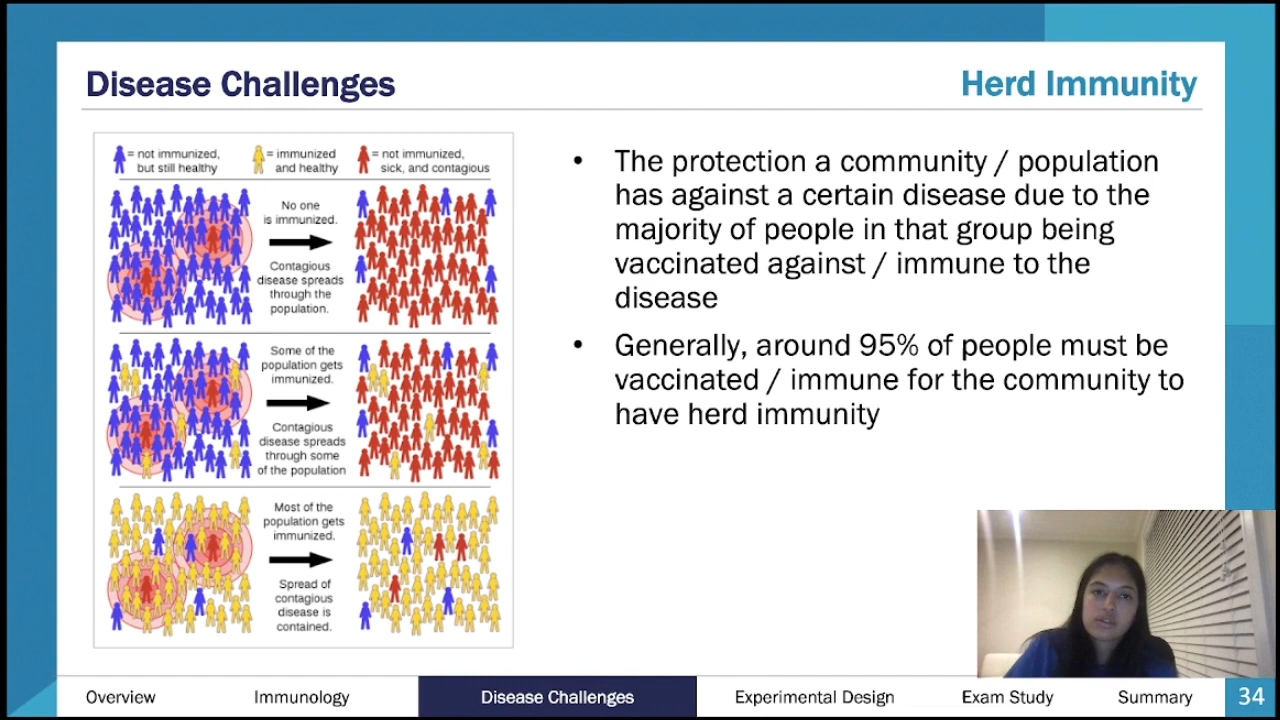 Disease Challenges
Herd Immunity
= not immunized,
but still healthy
= immunized
and healthy
= not immunized,
sick, and contagious
No one
is immunized.
Contagious
disease spreads
through the
population.
Some of the
population gets
immunized.
Contagious
disease spreads
through some
of the population
Most of the
population gets
immunized.
Spread of
contagious
disease is
contained.
• The protection a community / population
has against a certain disease due to the
majority of people in that group being
vaccinated against / immune to the
disease
• Generally, around 95% of people must be
vaccinated / immune for the community to
have herd immunity
Overview Immunology Disease Challenges Experimental Design Exam Study Summary 34